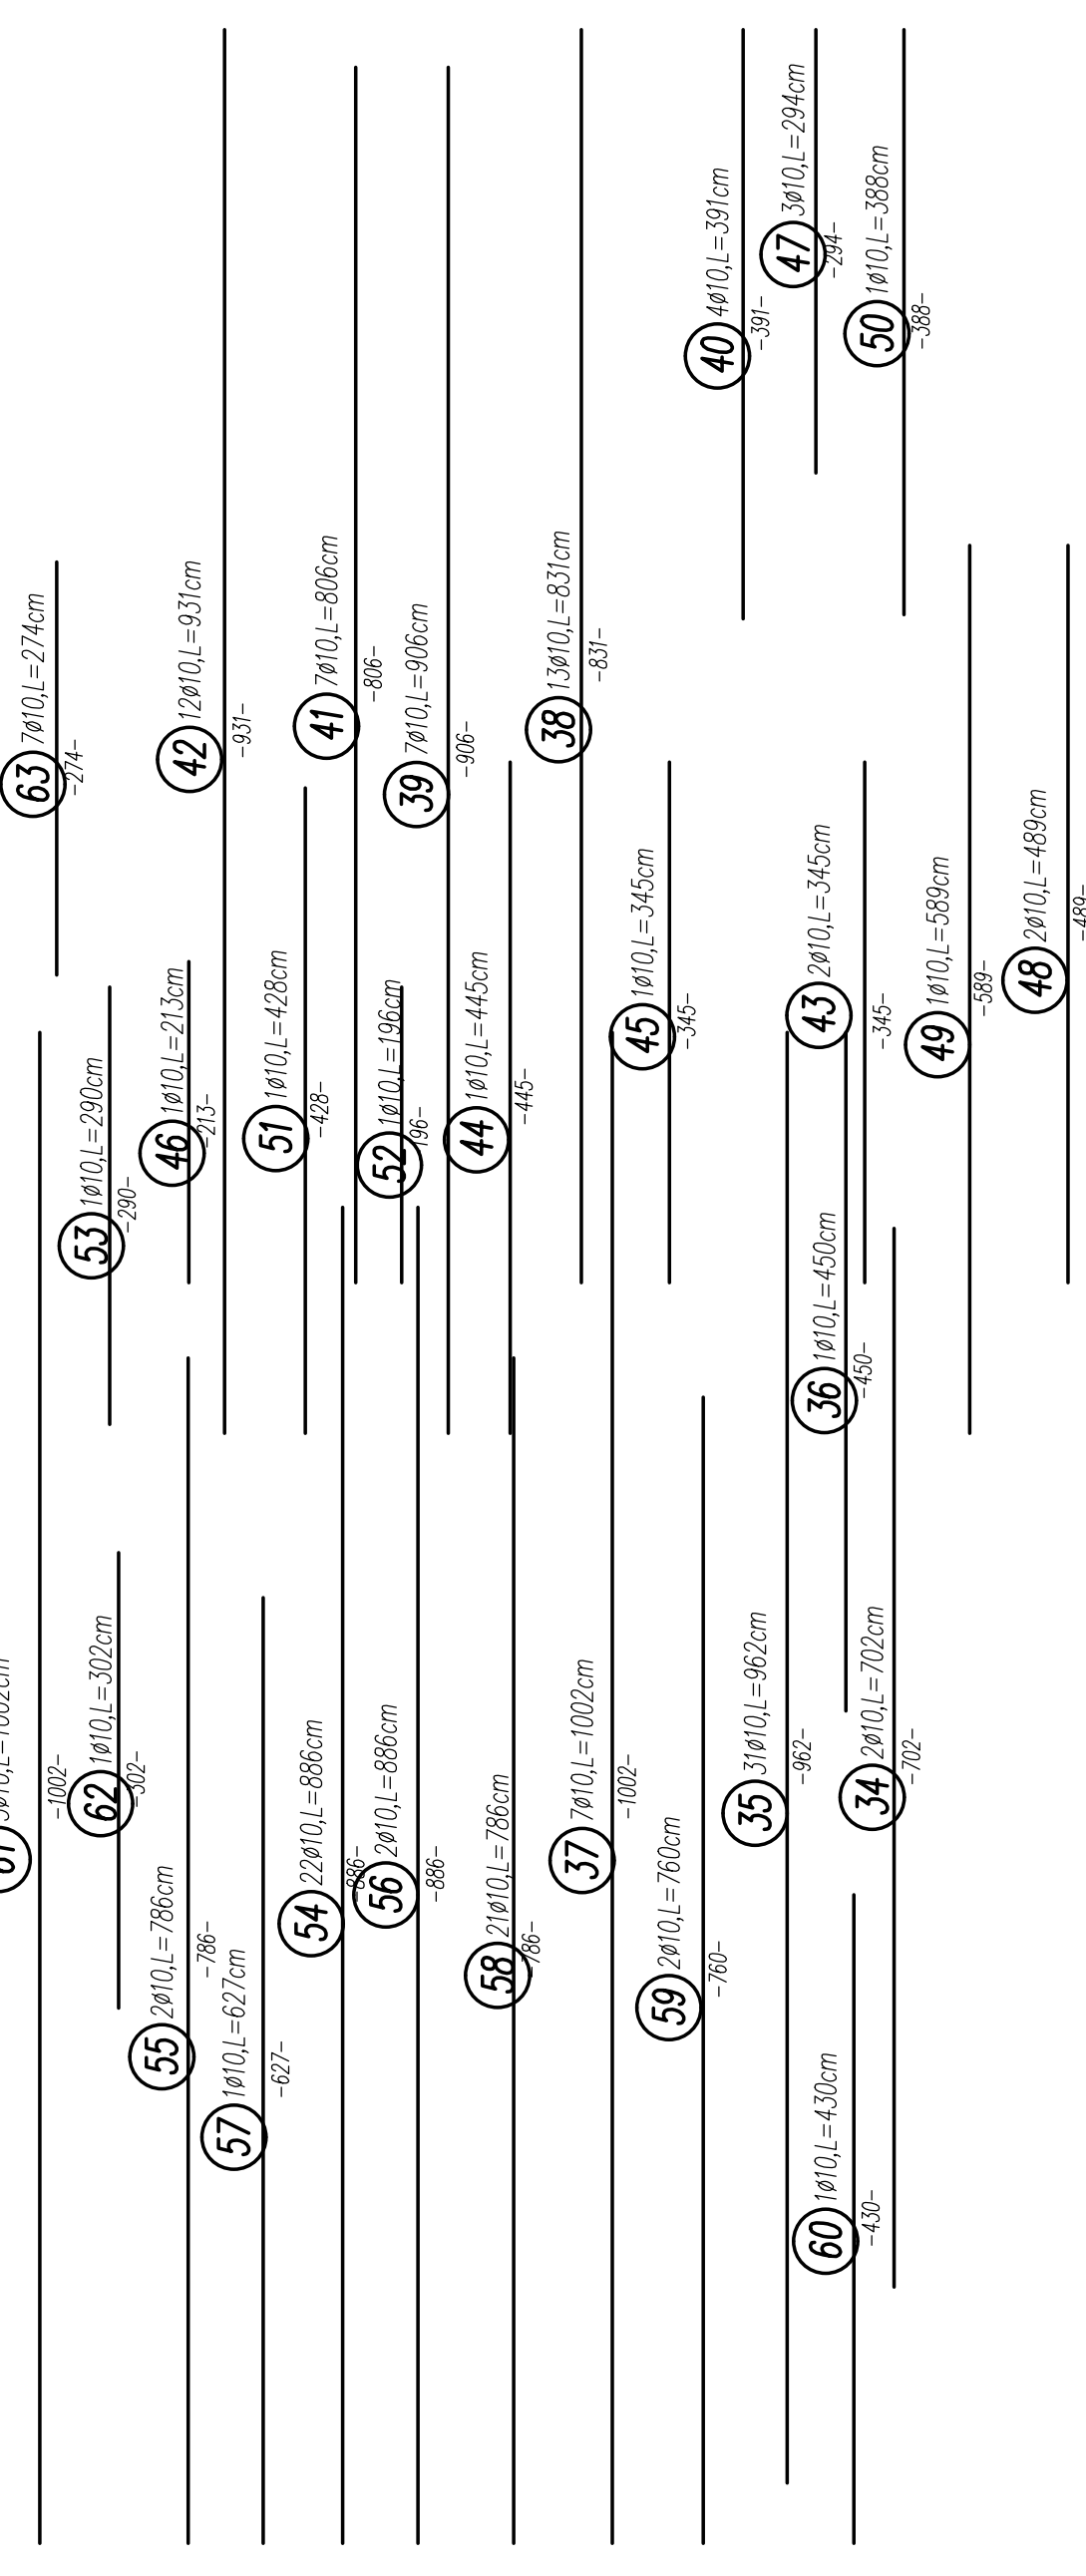 63 7ø10,L=274cm
-274-
42 12ø10,L=931cm
-931-
41 7ø10,L=806cm
-806-
39 7ø10,L=906cm
-906-
38 13ø10,L=831cm
-831-
40 4ø10,L=391cm
-391-
47 3ø10,L=294cm
-294-
50 1ø10,L=388cm
-388-
53 1ø10,L=290cm
-290-
46 1ø10,L=213cm
-213-
51 1ø10,L=428cm
-428-
52 1ø10,L=196cm
196-
44 1ø10,L=445cm
-445-
45 1ø10,L=345cm
-345-
43 2ø10,L=345cm
-345-
49 1ø10,L=589cm
-589-
48 2ø10,L=489cm
-489-
36 1ø10,L=450cm
-450-
-1002-
62 1ø10,L=302cm
-302-
55 2ø10,L=786cm
-786-
57 1ø10,L=627cm
-627-
54 22ø10,L=886cm
-886-
56 2ø10,L=886cm
-886-
58 21ø10,L=786cm
-786-
37 7ø10,L=1002cm
-1002-
59 2ø10,L=760cm
-760-
35 31ø10,L=962cm
-962-
34 2ø10,L=702cm
-702-
60 1ø10,L=430cm
-430-